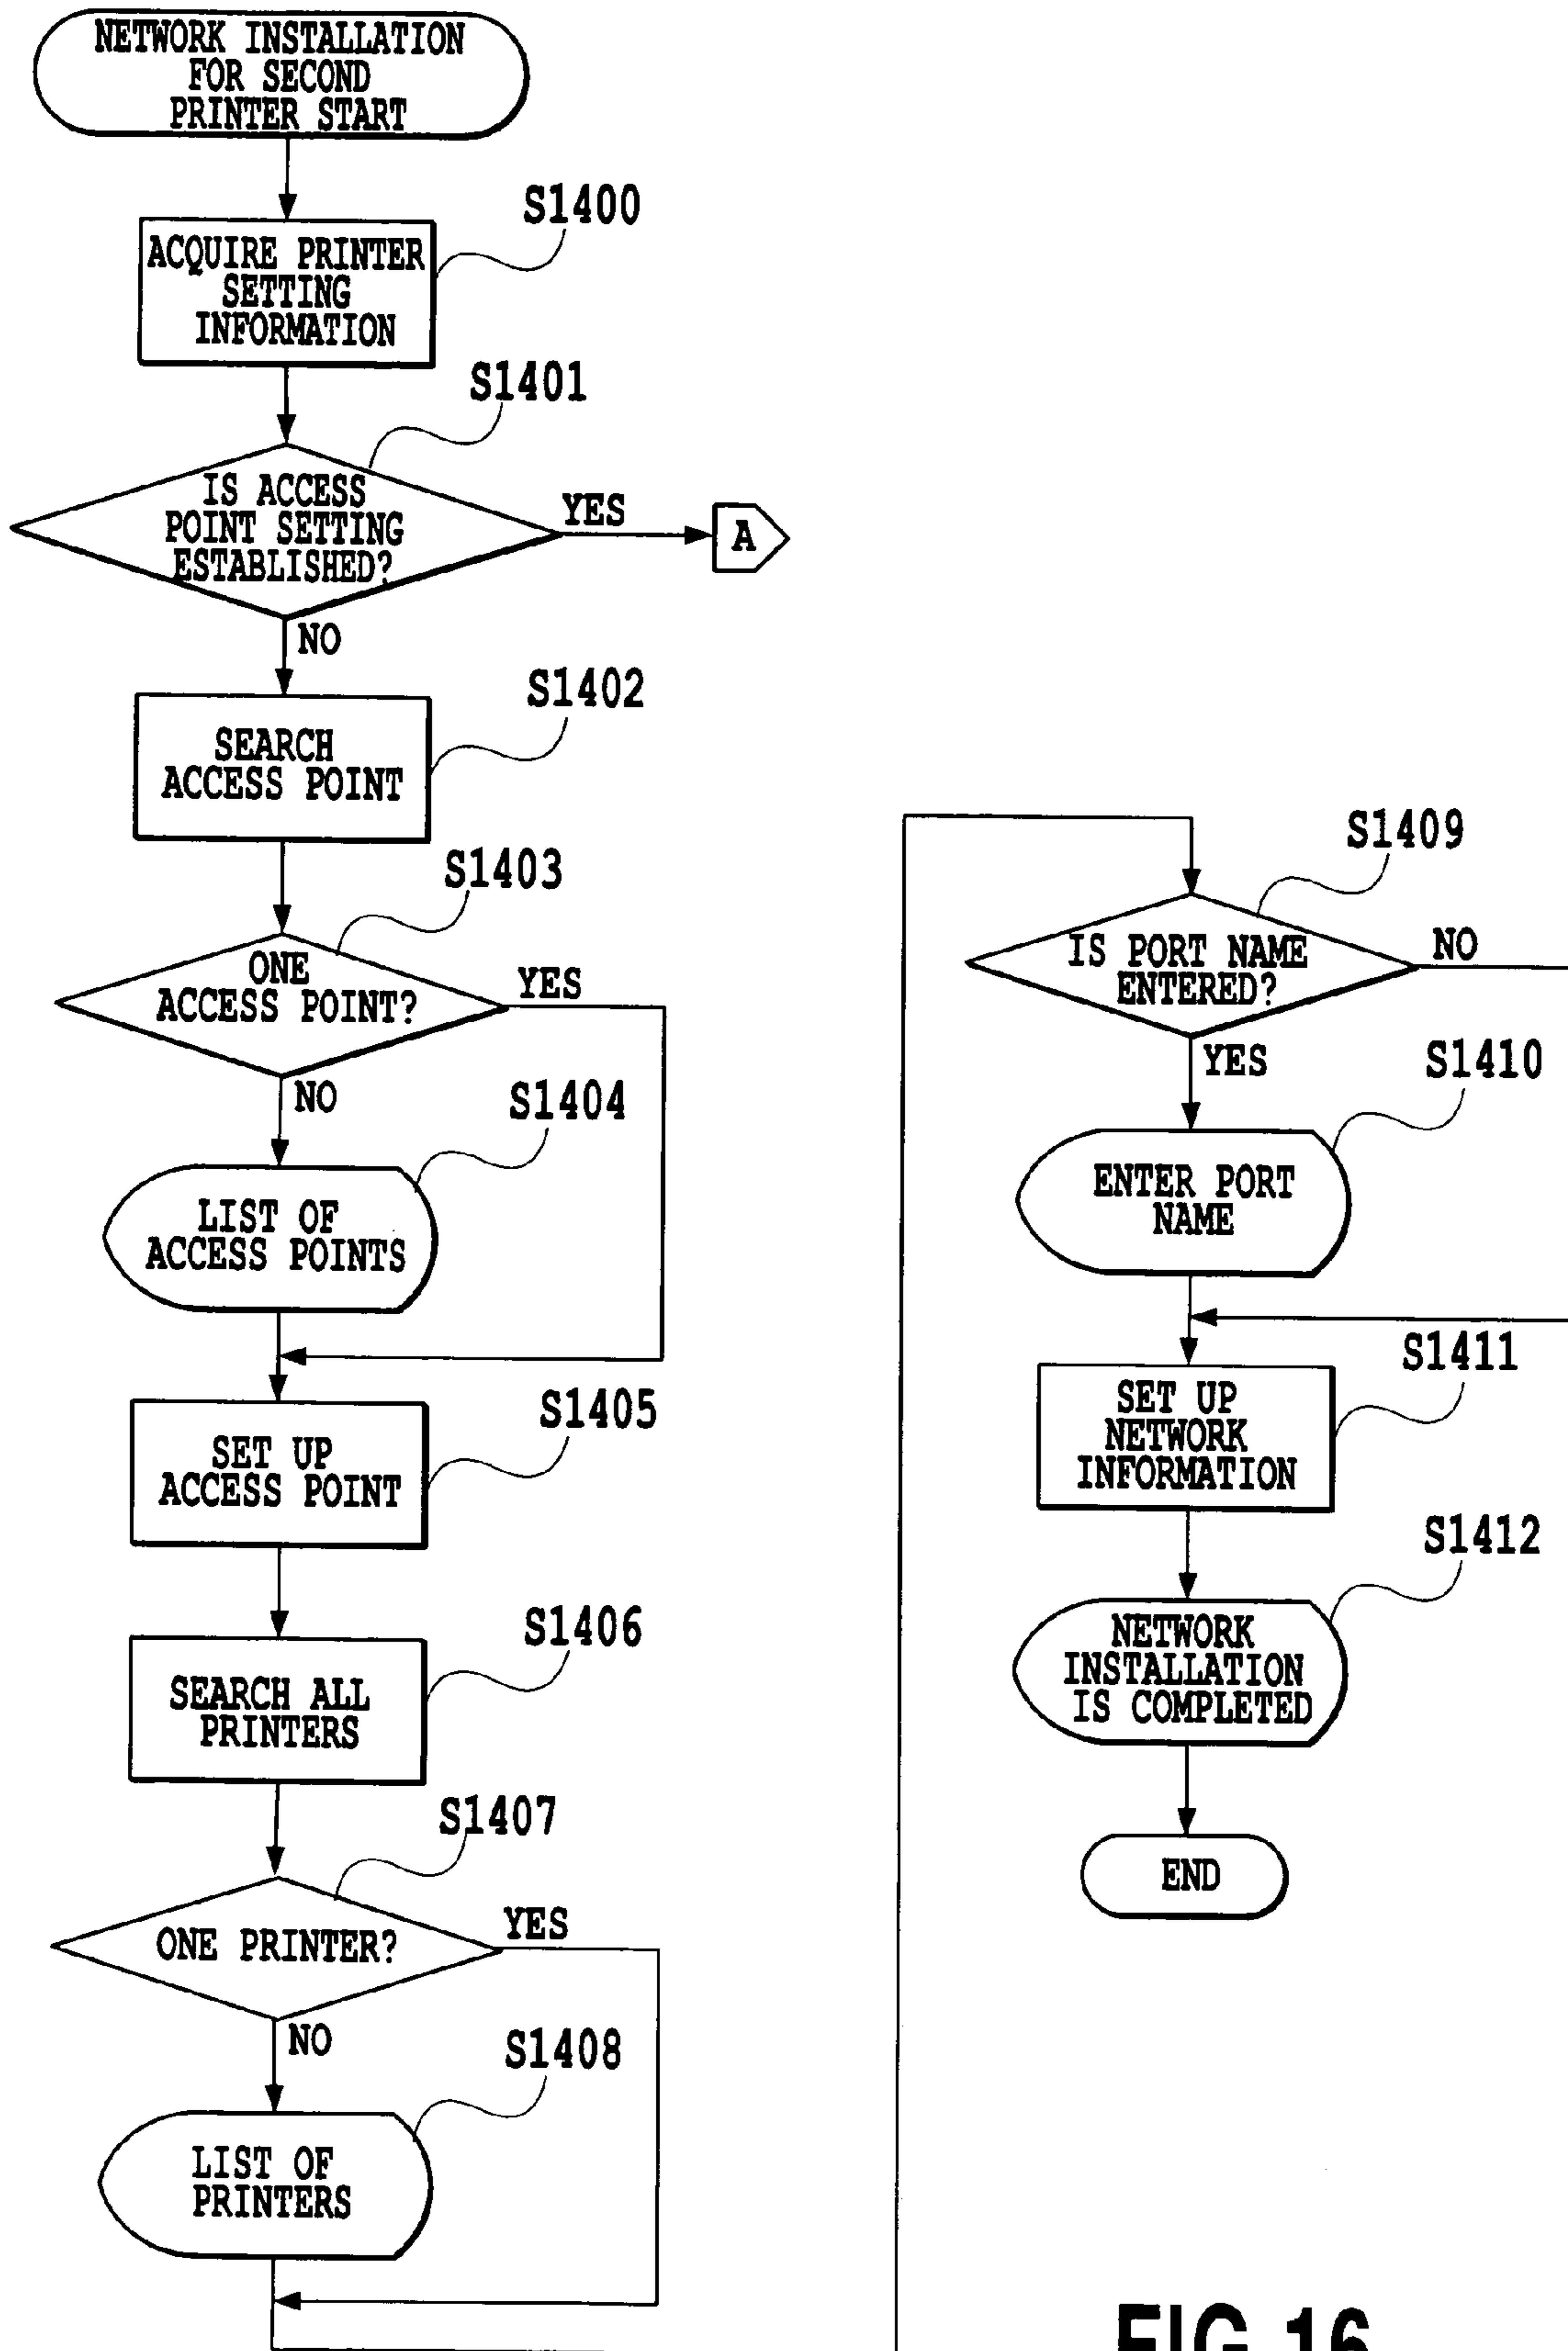 NETWORK INSTALLATION
FOR SECOND
PRINTER START
S1400
ACQUIRE PRINTER
SETTING
INFORMATION
S1401
IS ACCESS
POINT SETTING
ESTABLISHED?
YES
A
NO
S1402
SEARCH
ACCESS POINT
S1403
ONE
ACCESS POINT?
YES
NO
S1404
LIST OF
ACCESS POINTS
S1405
SET UP
ACCESS POINT
S1406
SEARCH ALL
PRINTERS
S1407
ONE PRINTER?
YES
NO
S1408
LIST OF
PRINTERS
S1409
IS PORT NAME
ENTERED?
NO
YES
S1410
ENTER PORT
NAME
S1411
SET UP
NETWORK
INFORMATION
S1412
NETWORK
INSTALLATION
IS COMPLETED
END
FIG.16